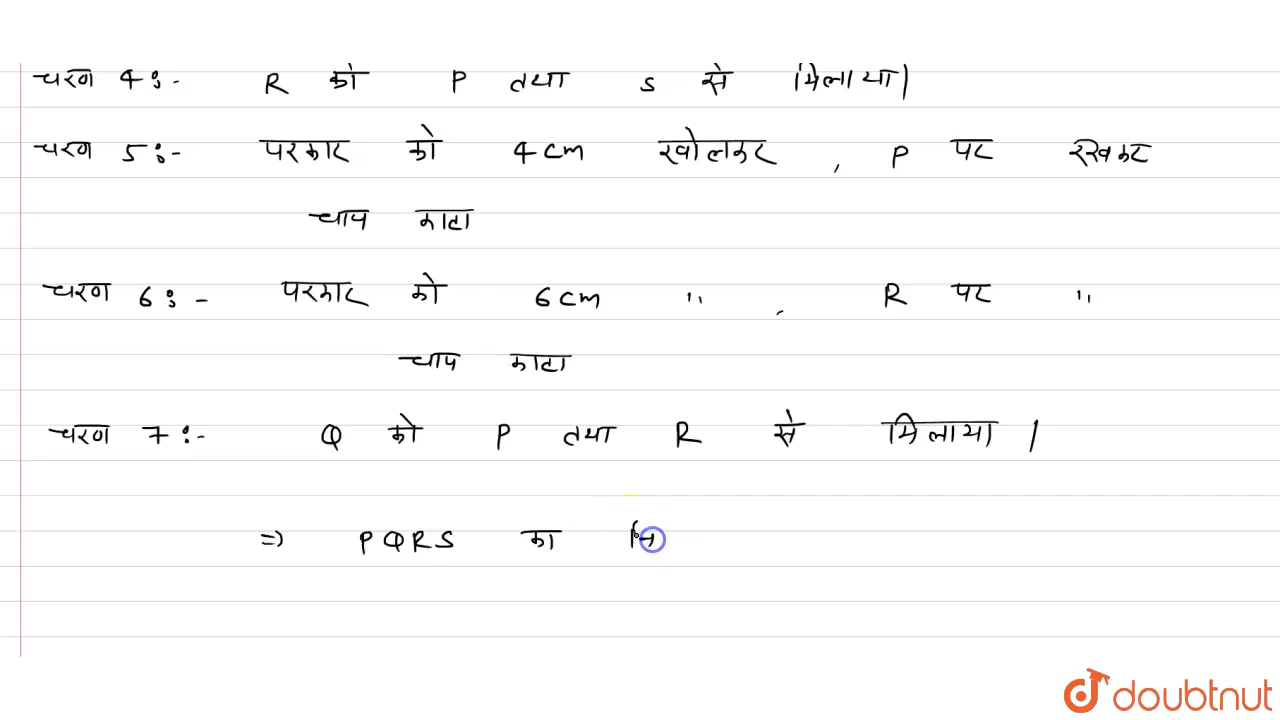 चरण 4:- R को P तथा S से मिलाया।
चरण 5:- परकार को 4 cm खोलकर , P पर रखकर
चाप काटा
चरण 6:- परकार को 6 cm " , R पर "
चाप काटा
चरण 7:- Q को P तथा R से मिलाया।
⇒ PQRS का
doubtnut